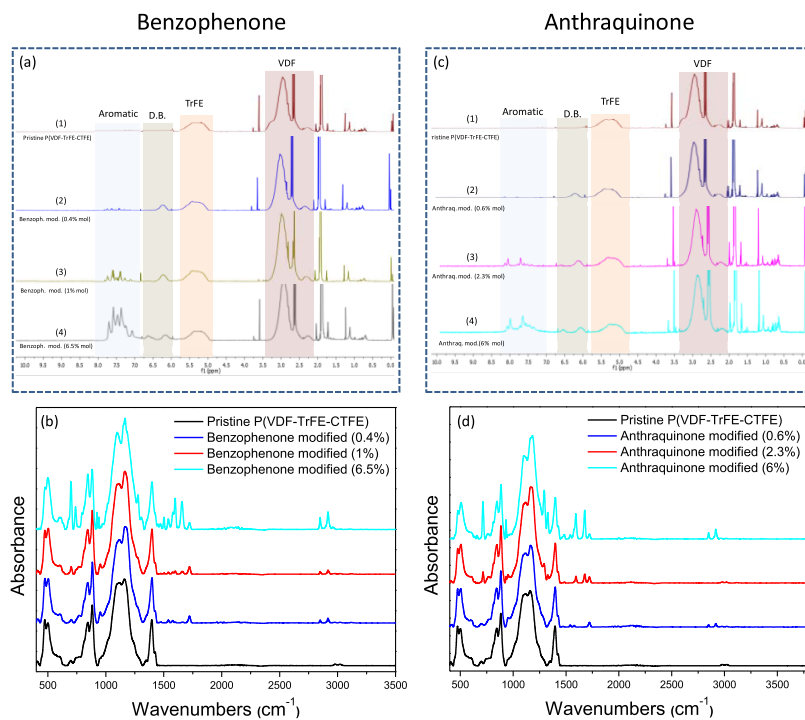 Benzophenone
Anthraquinone
(a)
VDF
TrFE
D.B.
Aromatic
(1)
Pristine P(VDF-TrFE-CTFE)
(2)
Benzoph. mod. (0.4% mol)
(3)
Benzoph. mod. (1% mol)
(4)
Benzoph. mod. (6.5% mol)
10.0 9.5 9.0 8.5 8.0 7.5 7.0 6.5 6.0 5.5 5.0 4.5 4.0 3.5 3.0 2.5 2.0 1.5 1.0 0.5 0.0
f1 (ppm)
(c)
VDF
TrFE
D.B.
Aromatic
(1)
ristine P(VDF-TrFE-CTFE)
(2)
Anthraq. mod. (0.6% mol)
(3)
Anthraq. mod. (2.3% mol)
(4)
Anthraq. mod.(6% mol)
10.0 9.5 9.0 8.5 8.0 7.5 7.0 6.5 6.0 5.5 5.0 4.5 4.0 3.5 3.0 2.5 2.0 1.5 1.0 0.5 0.0
f1 (ppm)
(b)
Pristine P(VDF-TrFE-CTFE)
Benzophenone modified (0.4%)
Benzophenone modified (1%)
Benzophenone modified (6.5%)
Absorbance
500 1000 1500 2000 2500 3000 3500
Wavenumbers (cm-1)
(d)
Pristine P(VDF-TrFE-CTFE)
Anthraquinone modified (0.6%)
Anthraquinone modified (2.3%)
Anthraquinone modified (6%)
Absorbance
500 1000 1500 2000 2500 3000 3500
Wavenumbers (cm-1)